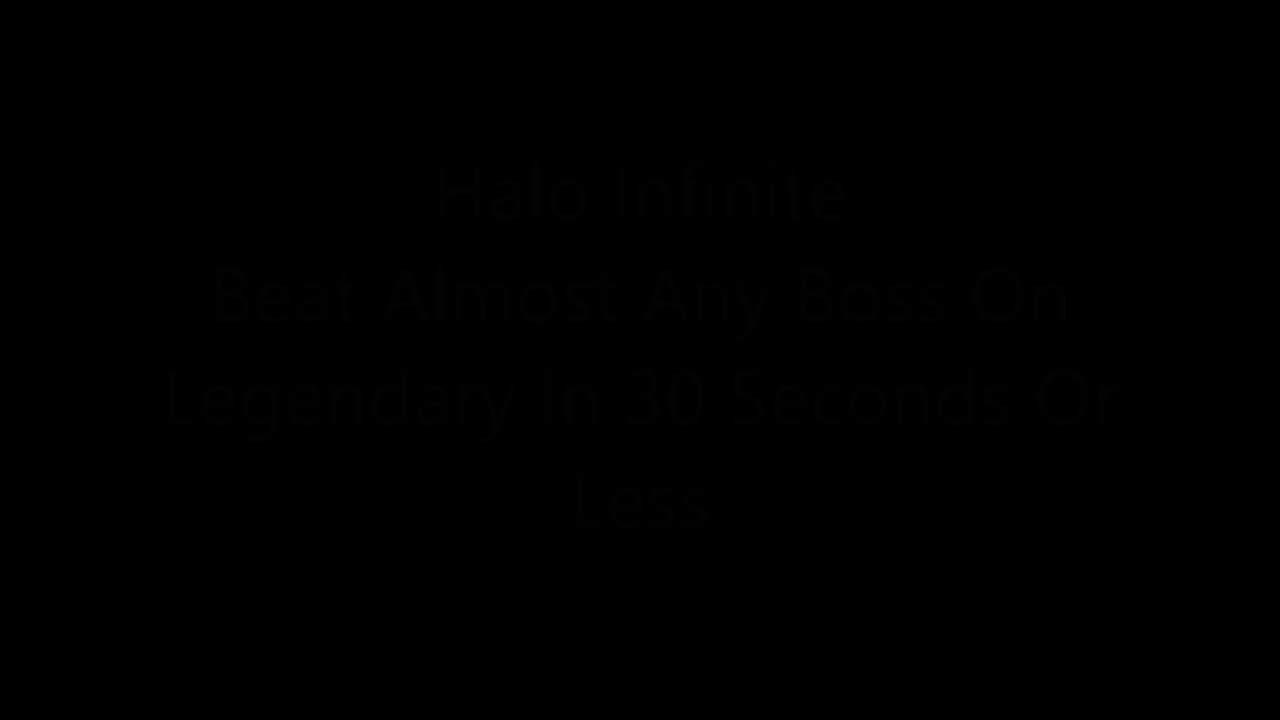 Halo Infinite
Beat Almost Any Boss On
Legendary In 30 Seconds Or
Less